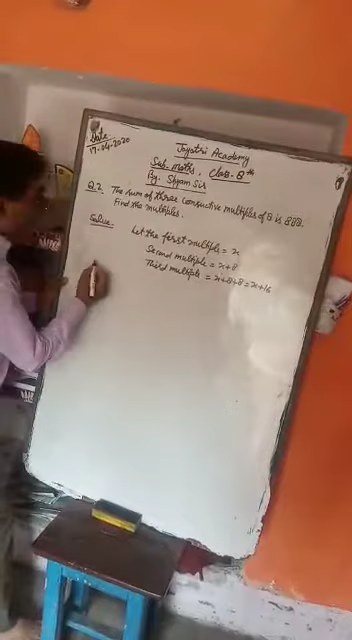 Date
17-04-2020
Jayatri Academy
Sub-maths, Class-8th
By. Shyam Sir
Q.2. The sum of three consecutive multiples of 8 is 888.
Find the multiples.
Solve. Let the first multiple = x
Second multiple = x+8
Third multiple = x+8+8 = x+16